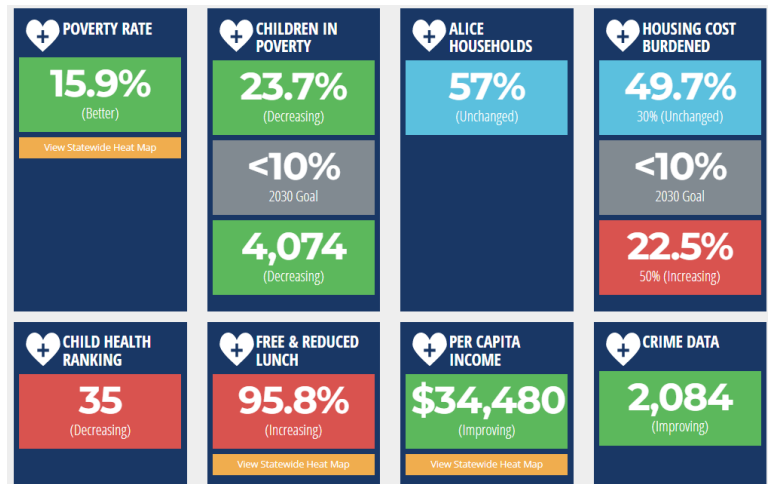 POVERTY RATE
15.9%
(Better)
View Statewide Heat Map
CHILDREN IN
POVERTY
23.7%
(Decreasing)
<10%
2030 Goal
4,074
(Decreasing)
ALICE
HOUSEHOLDS
57%
(Unchanged)
HOUSING COST
BURDENED
49.7%
30% (Unchanged)
<10%
2030 Goal
22.5%
50% (Increasing)
CHILD HEALTH
RANKING
35
(Decreasing)
FREE & REDUCED
LUNCH
95.8%
(Increasing)
View Statewide Heat Map
PER CAPITA
INCOME
$34,480
(Improving)
View Statewide Heat Map
CRIME DATA
2,084
(Improving)